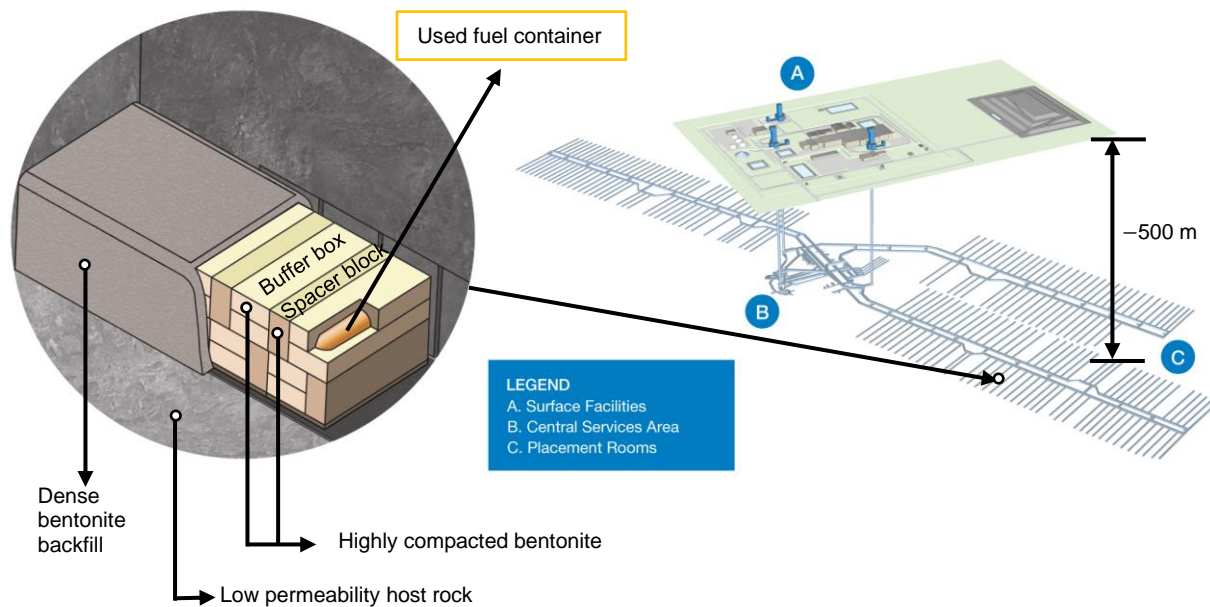 Used fuel container
A
Buffer box
Spacer block
−500 m
B
C
LEGEND
A. Surface Facilities
B. Central Services Area
C. Placement Rooms
Dense
bentonite
backfill
Highly compacted bentonite
Low permeability host rock